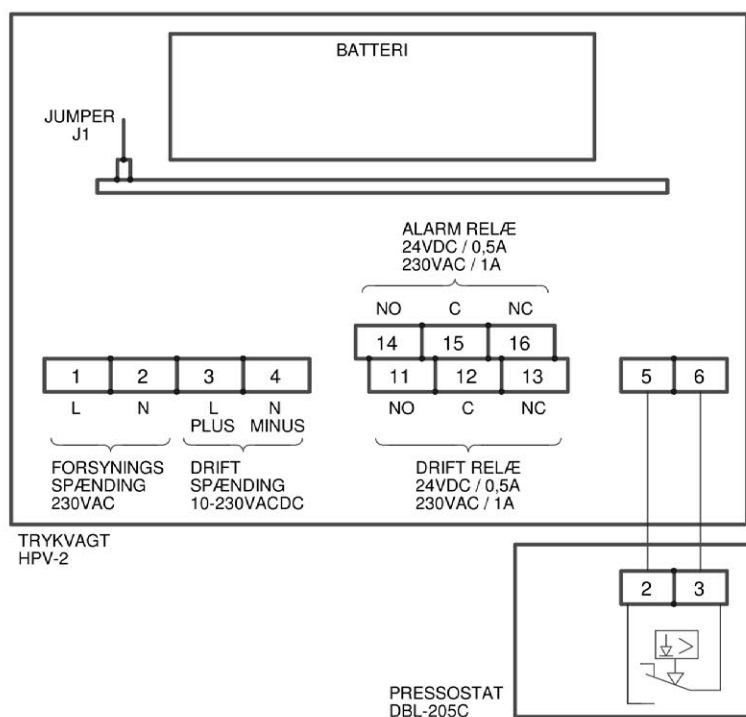 BATTERI
JUMPER
J1
ALARM RELÆ
24VDC / 0,5A
230VAC / 1A
NO C NC
14 15 16
1 2 3 4
11 12 13
5 6
L N L N
PLUS MINUS
NO C NC
FORSYNINGS
SPÆNDING
230VAC
DRIFT
SPÆNDING
10-230VACDC
DRIFT RELÆ
24VDC / 0,5A
230VAC / 1A
TRYKVAGT
HPV-2
2 3
>
PRESSOSTAT
DBL-205C